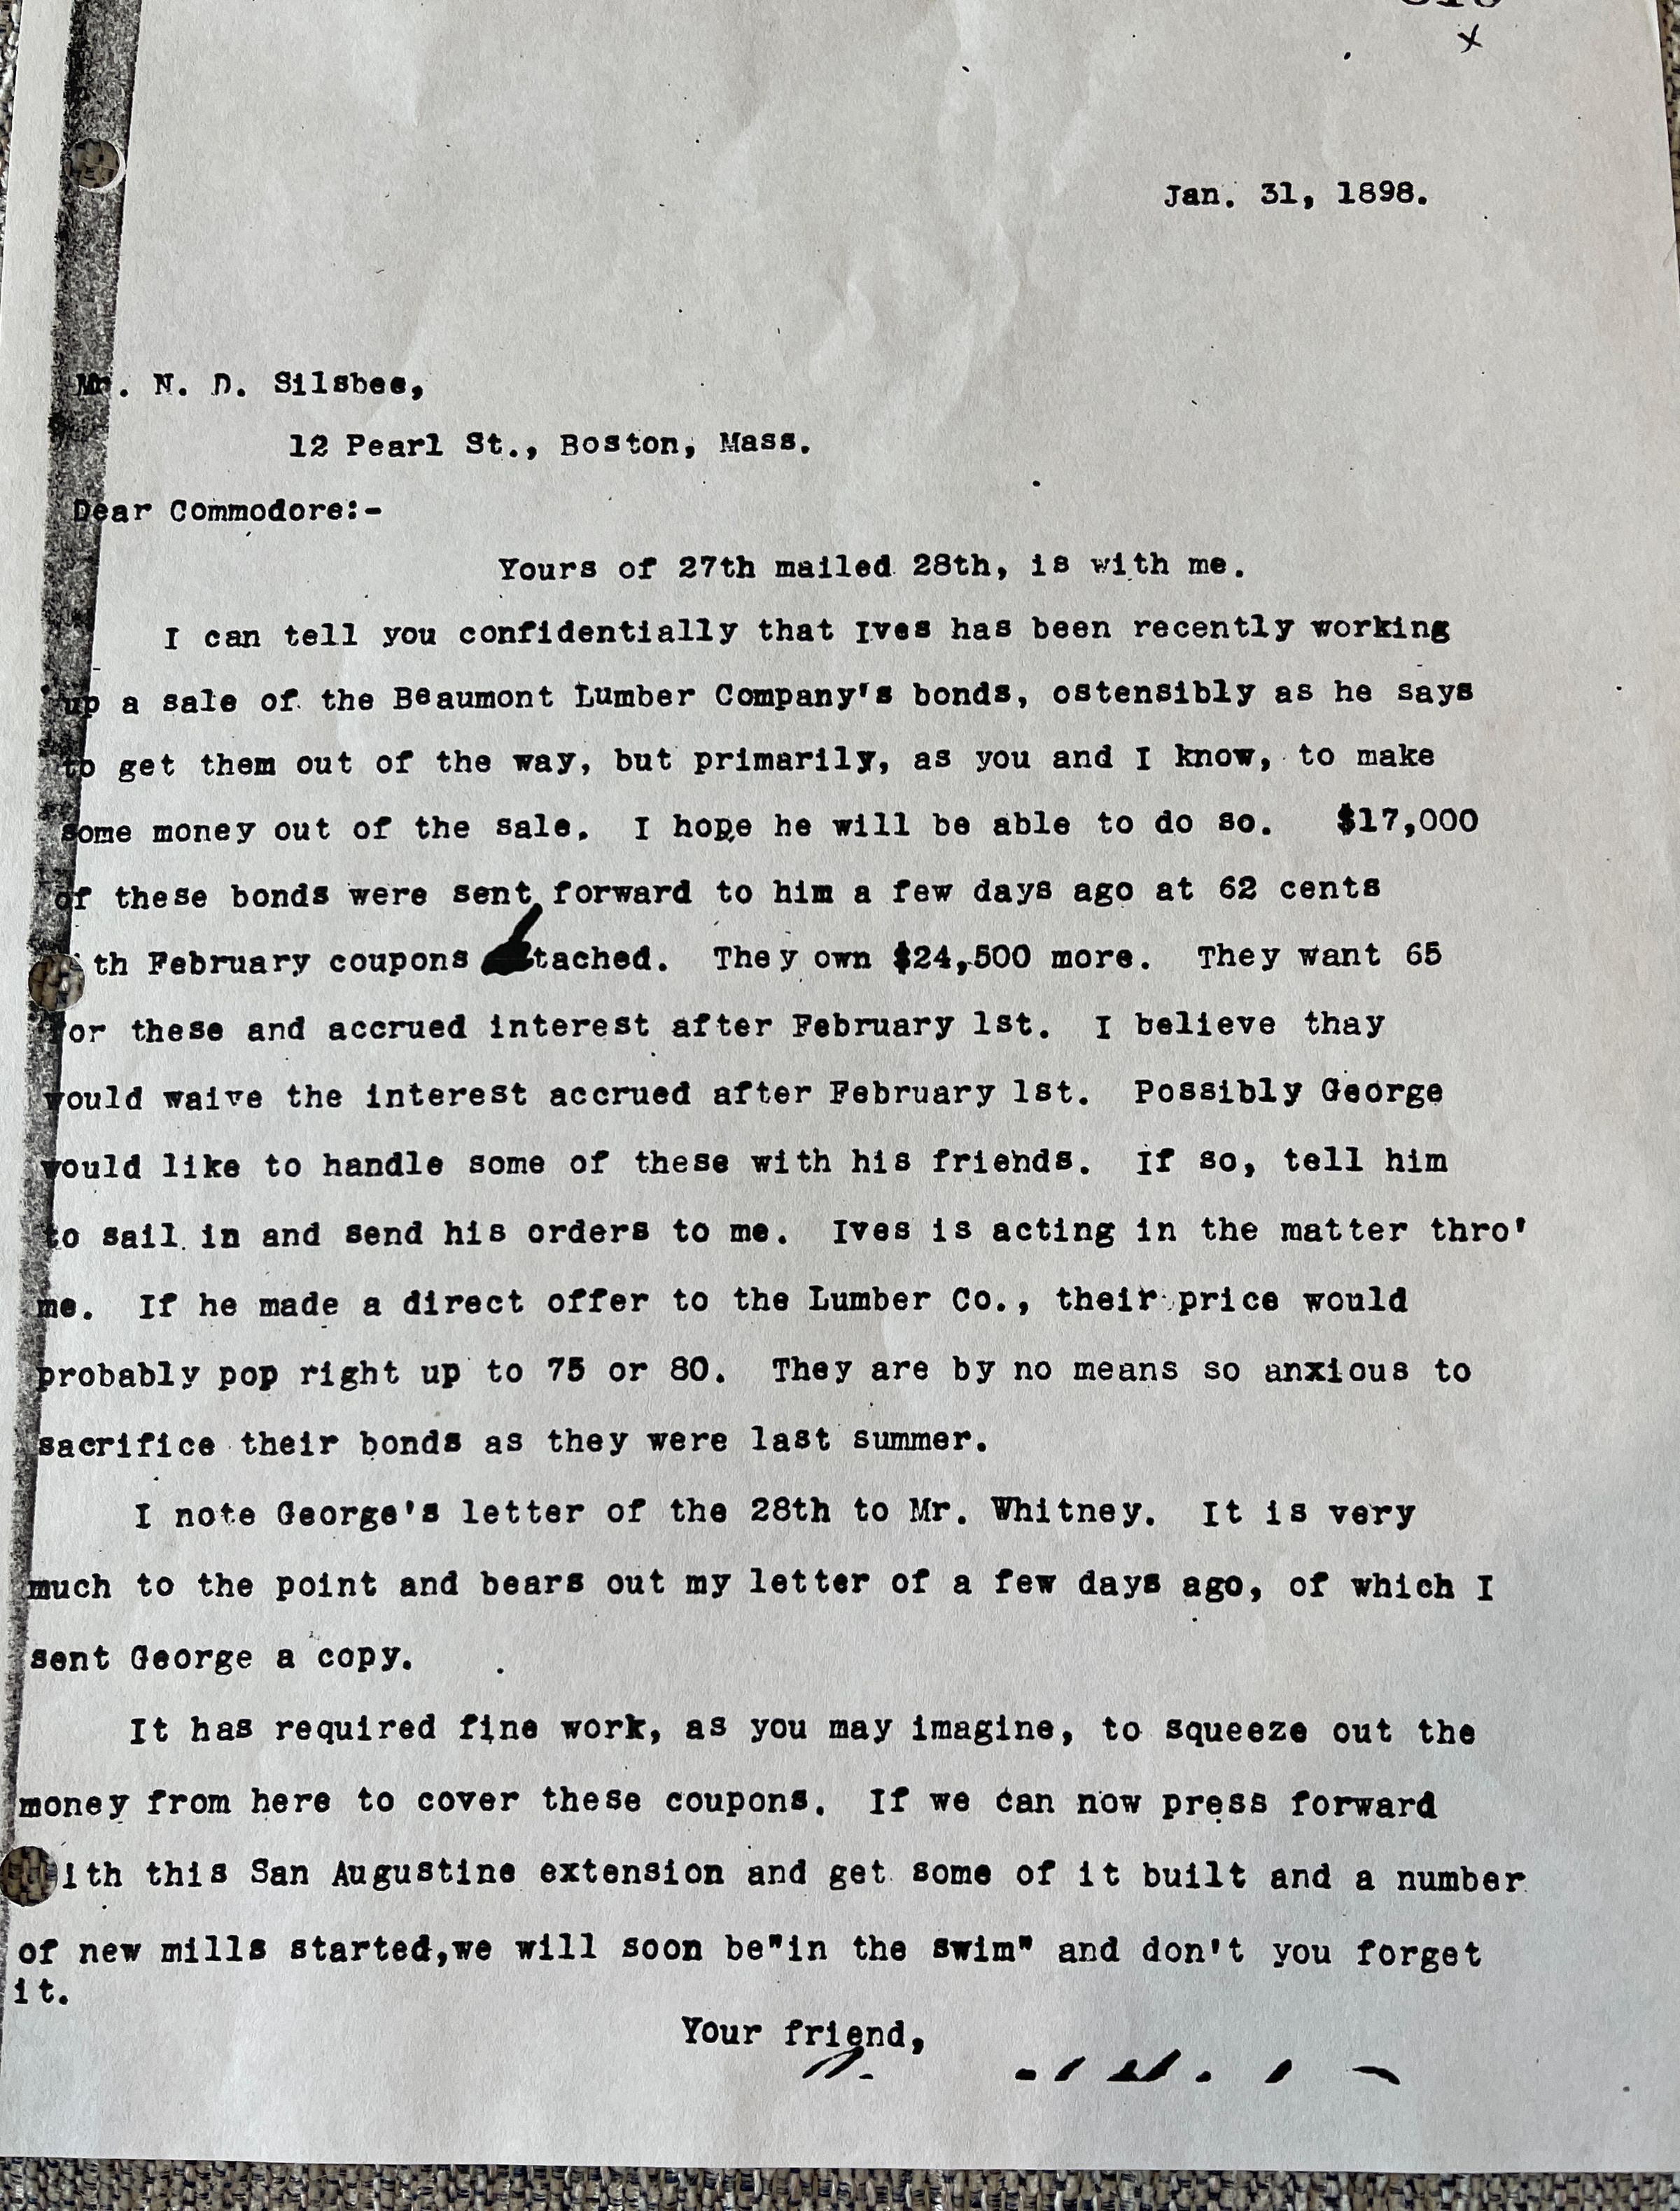 Jan. 31, 1898.
Mr. N. D. Silsbee,
12 Pearl St., Boston, Mass.
Dear Commodore:-
Yours of 27th mailed 28th, is with me.
I can tell you confidentially that Ives has been recently working
up a sale of the Beaumont Lumber Company's bonds, ostensibly as he says
to get them out of the way, but primarily, as you and I know, to make
some money out of the sale. I hope he will be able to do so. $17,000
of these bonds were sent forward to him a few days ago at 62 cents
th February coupons tached. They own $24,500 more. They want 65
for these and accrued interest after February 1st. I believe thay
would waive the interest accrued after February 1st. Possibly George
would like to handle some of these with his friends. If so, tell him
to sail in and send his orders to me. Ives is acting in the matter thro'
me. If he made a direct offer to the Lumber Co., their price would
probably pop right up to 75 or 80. They are by no means so anxious to
sacrifice their bonds as they were last summer.
I note George's letter of the 28th to Mr. Whitney. It is very
much to the point and bears out my letter of a few days ago, of which I
sent George a copy.
It has required fine work, as you may imagine, to squeeze out the
money from here to cover these coupons. If we can now press forward
ith this San Augustine extension and get some of it built and a number
of new mills started,we will soon be"in the swim" and don't you forget
it.
Your friend,